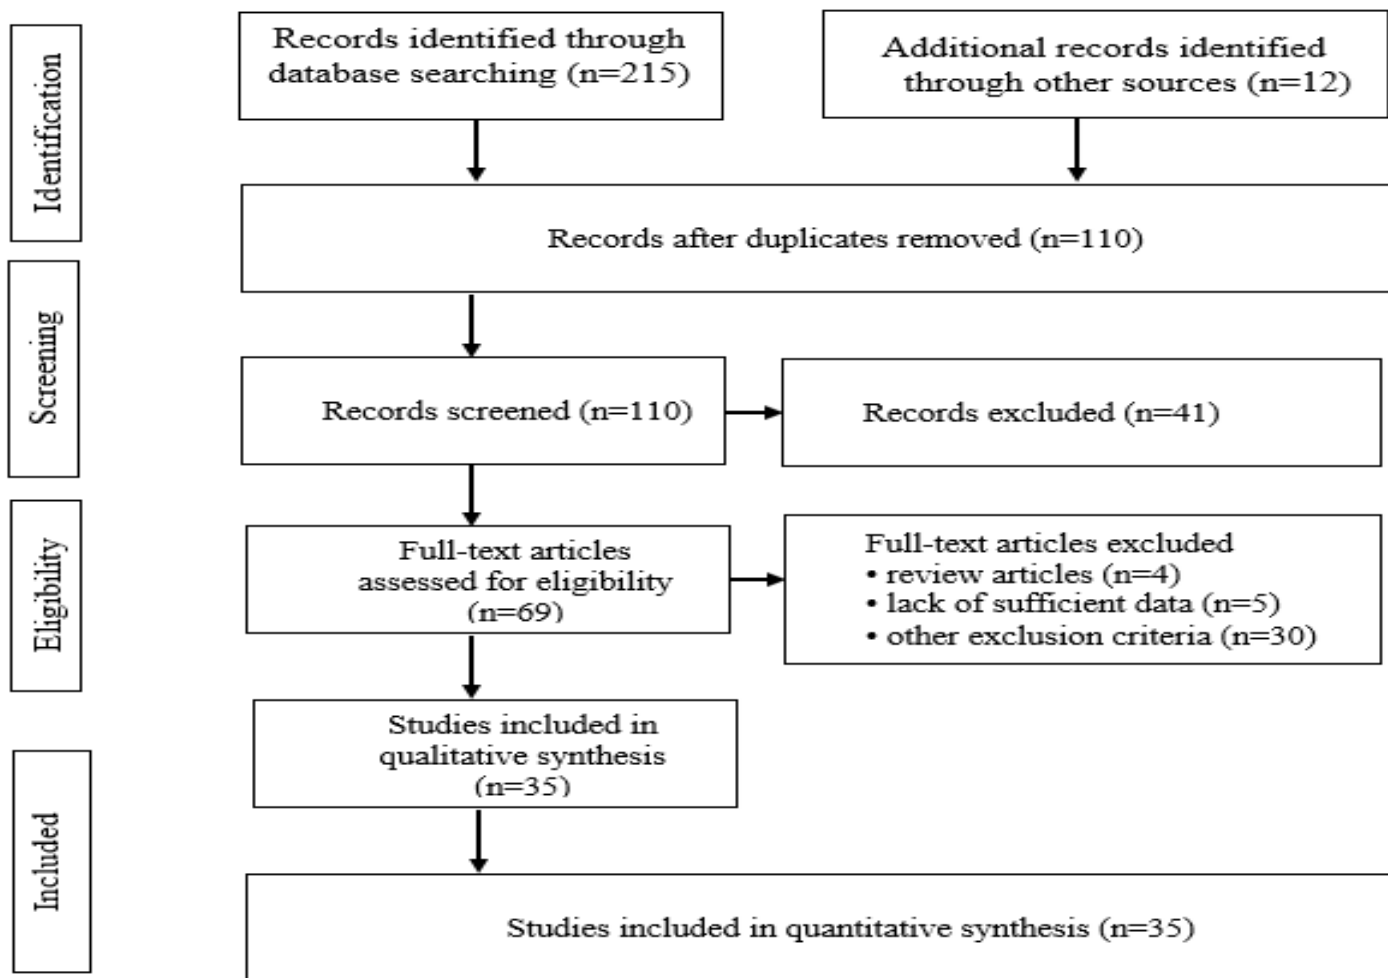 Identification
Records identified through
database searching (n=215)
Additional records identified
through other sources (n=12)
Records after duplicates removed (n=110)
Screening
Records screened (n=110)
Records excluded (n=41)
Eligibility
Full-text articles
assessed for eligibility
(n=69)
Full-text articles excluded
• review articles (n=4)
• lack of sufficient data (n=5)
• other exclusion criteria (n=30)
Studies included in
qualitative synthesis
(n=35)
Included
Studies included in quantitative synthesis (n=35)